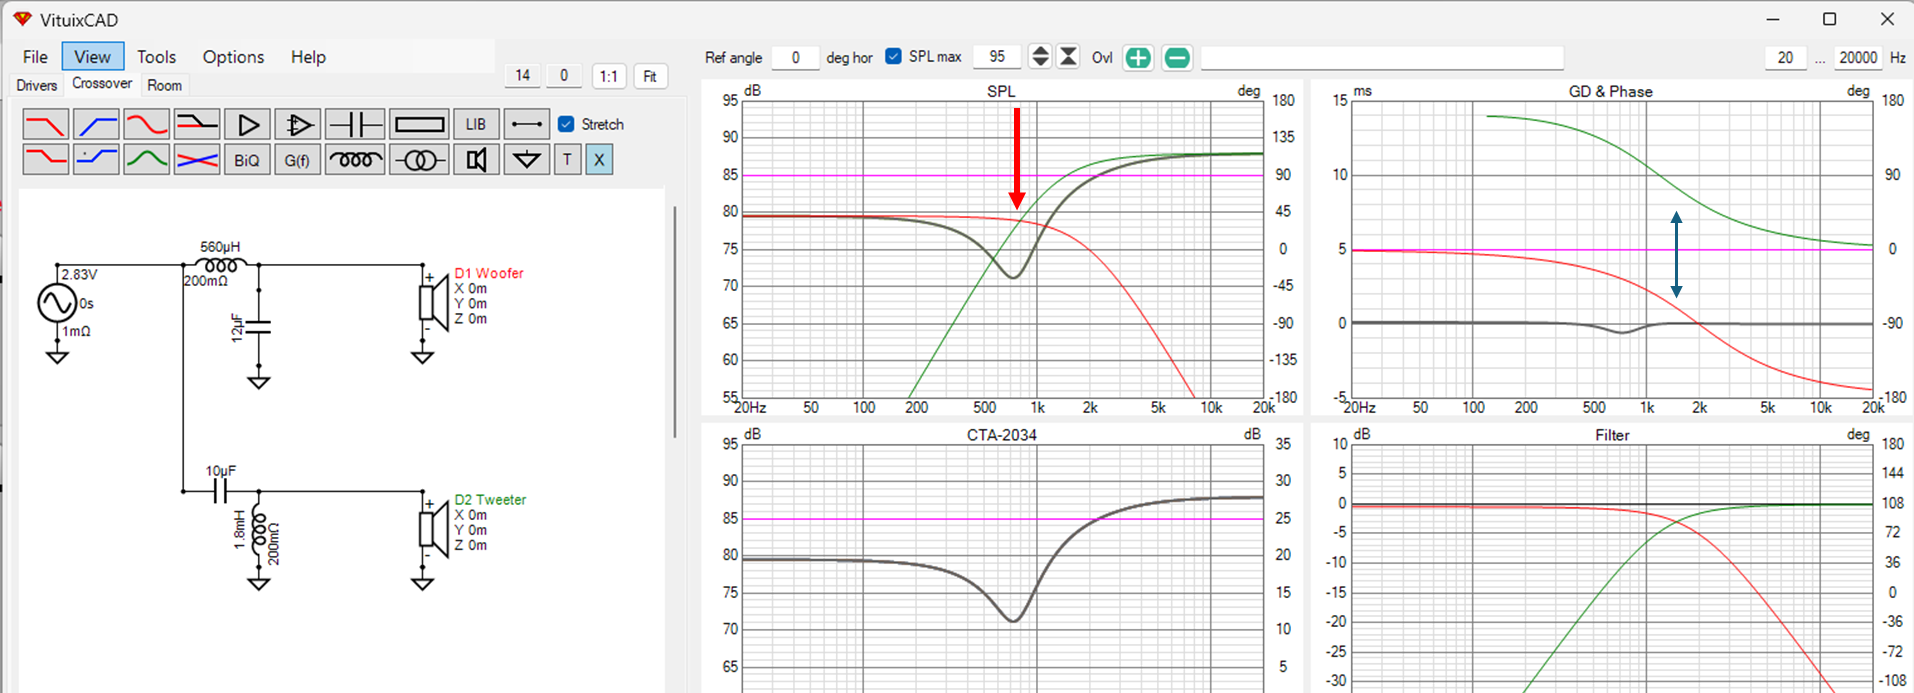 VituixCAD
File View Tools Options Help
Drivers Crossover Room
14 0 1:1 Fit
LIB
Stretch
BiQ G(f) T X
Ref angle 0 deg hor SPL max 95 Ovl 20 ... 20000 Hz
560µH
200mΩ
2.83V
0s
1mΩ
12µF
D1 Woofer
X 0m
Y 0m
Z 0m
10µF
1.8mH
200mΩ
D2 Tweeter
X 0m
Y 0m
Z 0m
+
-
+
-
dB SPL deg
95 180
90 135
85 90
80 45
75 0
70 -45
65 -90
60 -135
55 -180
20Hz 50 100 200 500 1k 2k 5k 10k 20k
ms GD & Phase deg
15 180
10 90
5 0
0 -90
-5 -180
20Hz 50 100 200 500 1k 2k 5k 10k 20k
dB CTA-2034 dB
95 35
90 30
85 25
80 20
75 15
70 10
65 5
dB Filter deg
10 180
5 144
0 108
-5 72
-10 36
-15 0
-20 -36
-25 -72
-30 -108